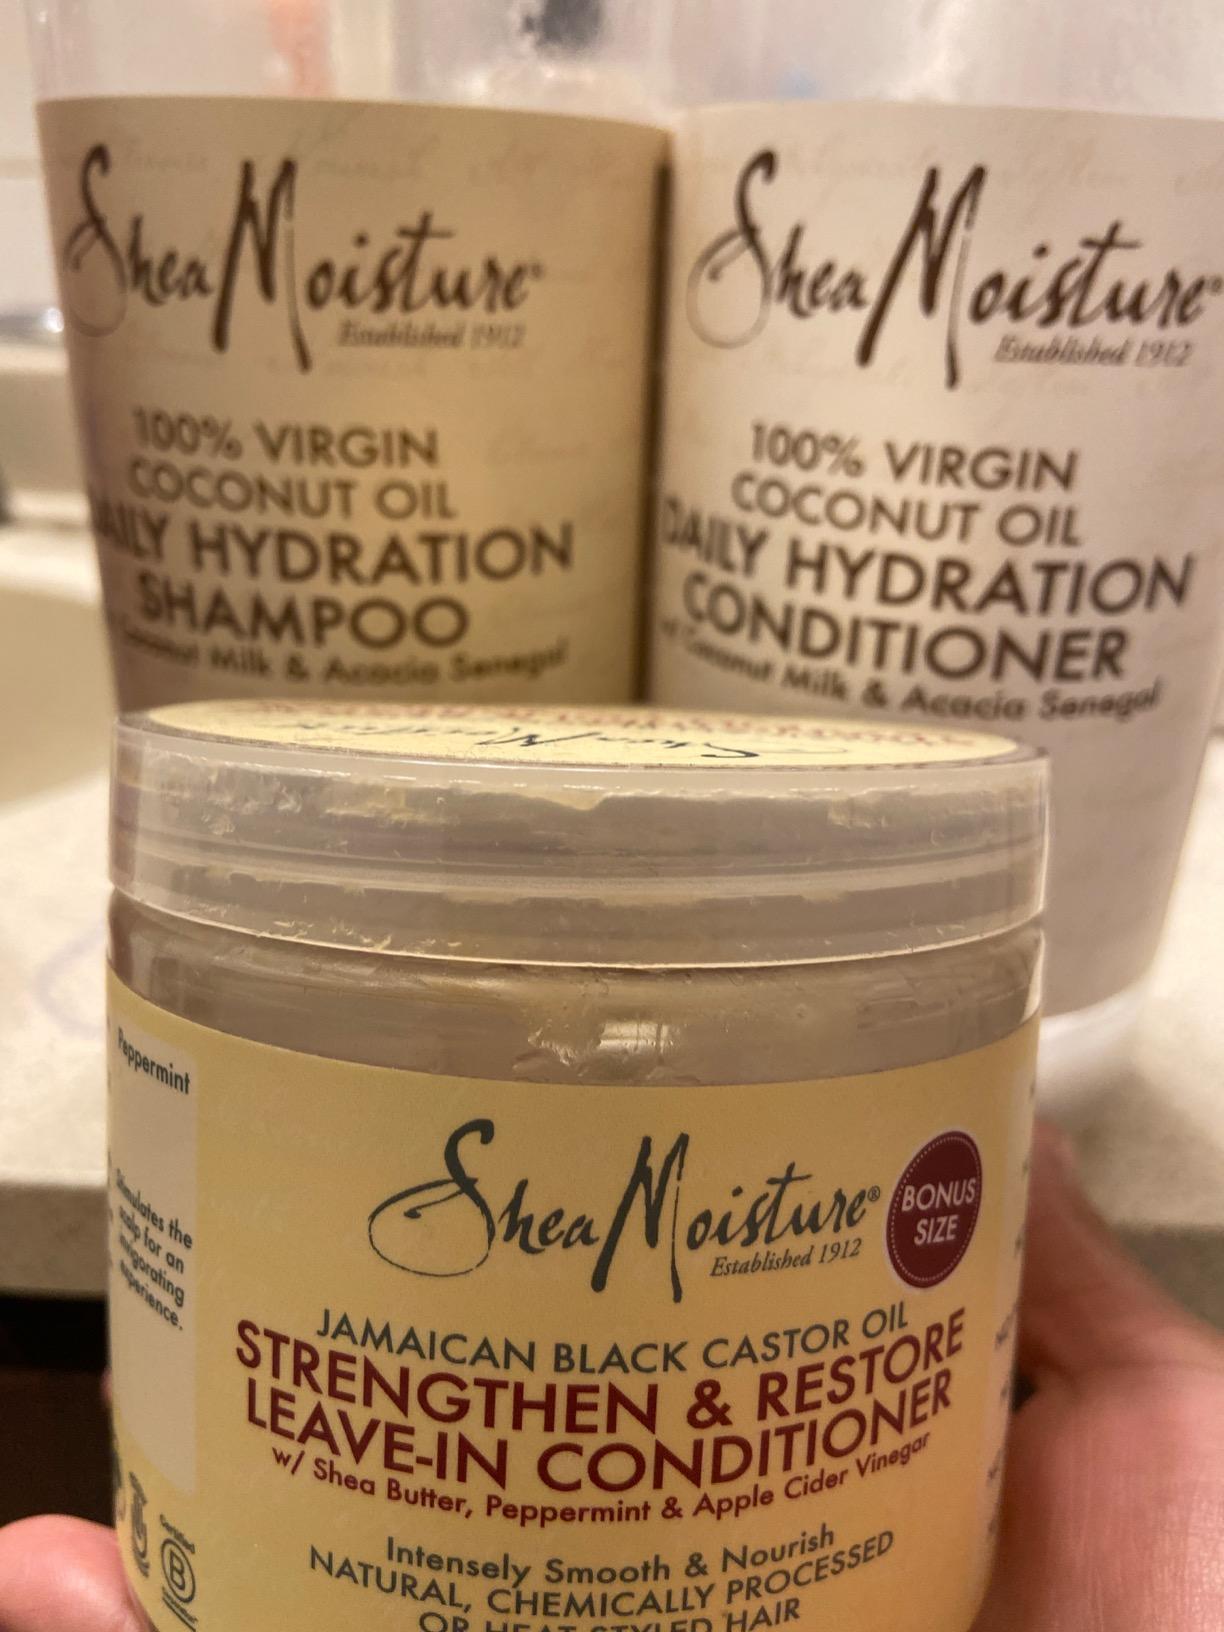 SheaMoisture®
Established 1912
100% VIRGIN
COCONUT OIL
DAILY HYDRATION
SHAMPOO
Coconut Milk & Acacia Senegal
SheaMoisture®
Established 1912
100% VIRGIN
COCONUT OIL
DAILY HYDRATION
CONDITIONER
w/ Coconut Milk & Acacia Senegal
SheaMoisture
Peppermint
Stimulates the
scalp for an
invigorating
experience.
Certified
B
SheaMoisture®
Established 1912
BONUS
SIZE
JAMAICAN BLACK CASTOR OIL
STRENGTHEN & RESTORE
LEAVE-IN CONDITIONER
w/ Shea Butter, Peppermint & Apple Cider Vinegar
Intensely Smooth & Nourish
NATURAL, CHEMICALLY PROCESSED
OR HEAT STYLED HAIR